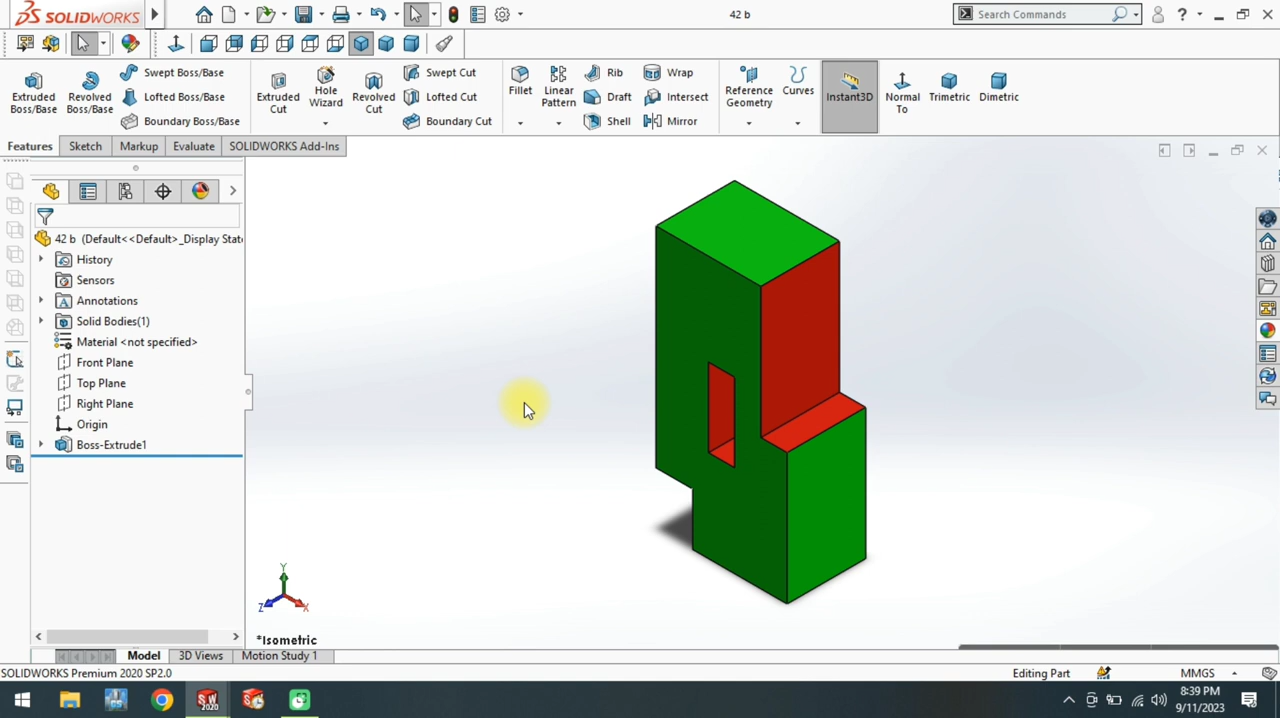 SOLIDWORKS
42 b
Search Commands
?
Extruded Boss/Base
Revolved Boss/Base
Swept Boss/Base
Lofted Boss/Base
Boundary Boss/Base
Extruded Cut
Hole Wizard
Revolved Cut
Swept Cut
Lofted Cut
Boundary Cut
Fillet
Linear Pattern
Rib
Draft
Shell
Wrap
Intersect
Mirror
Reference Geometry
Curves
Instant3D
Normal To
Trimetric
Dimetric
Features
Sketch
Markup
Evaluate
SOLIDWORKS Add-Ins
42 b (Default<<Default>_Display State
History
Sensors
Annotations
Solid Bodies(1)
Material <not specified>
Front Plane
Top Plane
Right Plane
Origin
Boss-Extrude1
Y
Z
X
*Isometric
Model
3D Views
Motion Study 1
SOLIDWORKS Premium 2020 SP2.0
Editing Part
MMGS
SW
2020
8:39 PM
9/11/2023